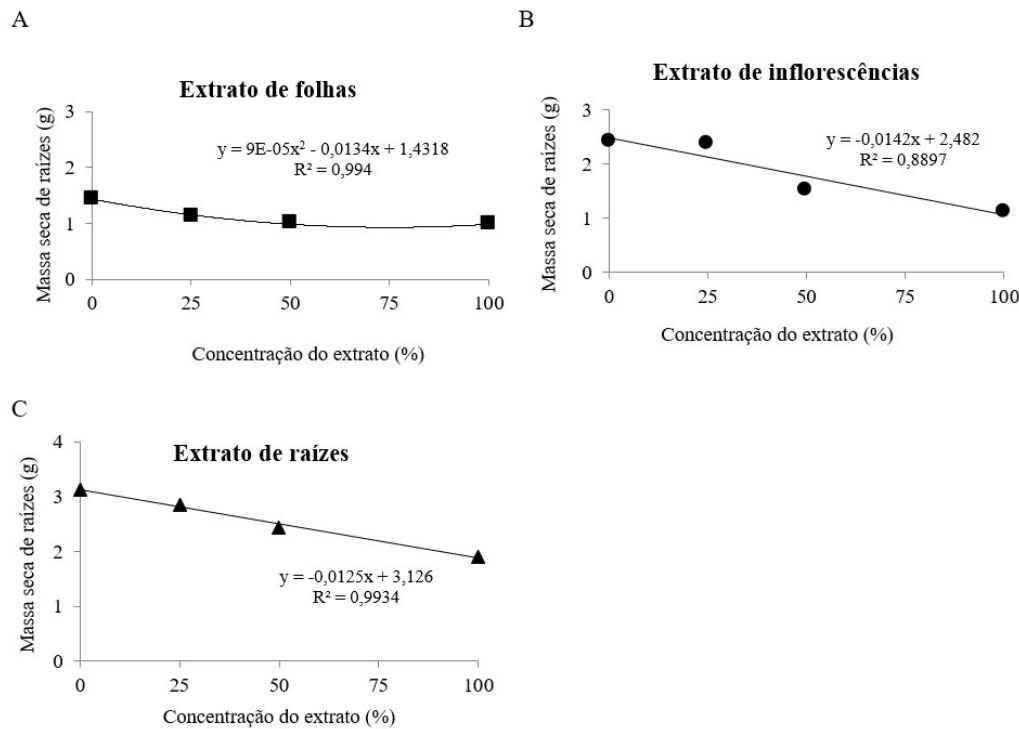 A
Extrato de folhas
Massa seca de raízes (g)
3
2
1
0
y = 9E-05x² - 0,0134x + 1,4318
R² = 0,994
0 25 50 75 100
Concentração do extrato (%)
B
Extrato de inflorescências
Massa seca de raízes (g)
3
2
1
0
y = -0,0142x + 2,482
R² = 0,8897
0 25 50 75 100
Concentração do extrato (%)
C
Extrato de raízes
Massa seca de raízes (g)
4
3
2
1
0
y = -0,0125x + 3,126
R² = 0,9934
0 25 50 75 100
Concentração do extrato (%)